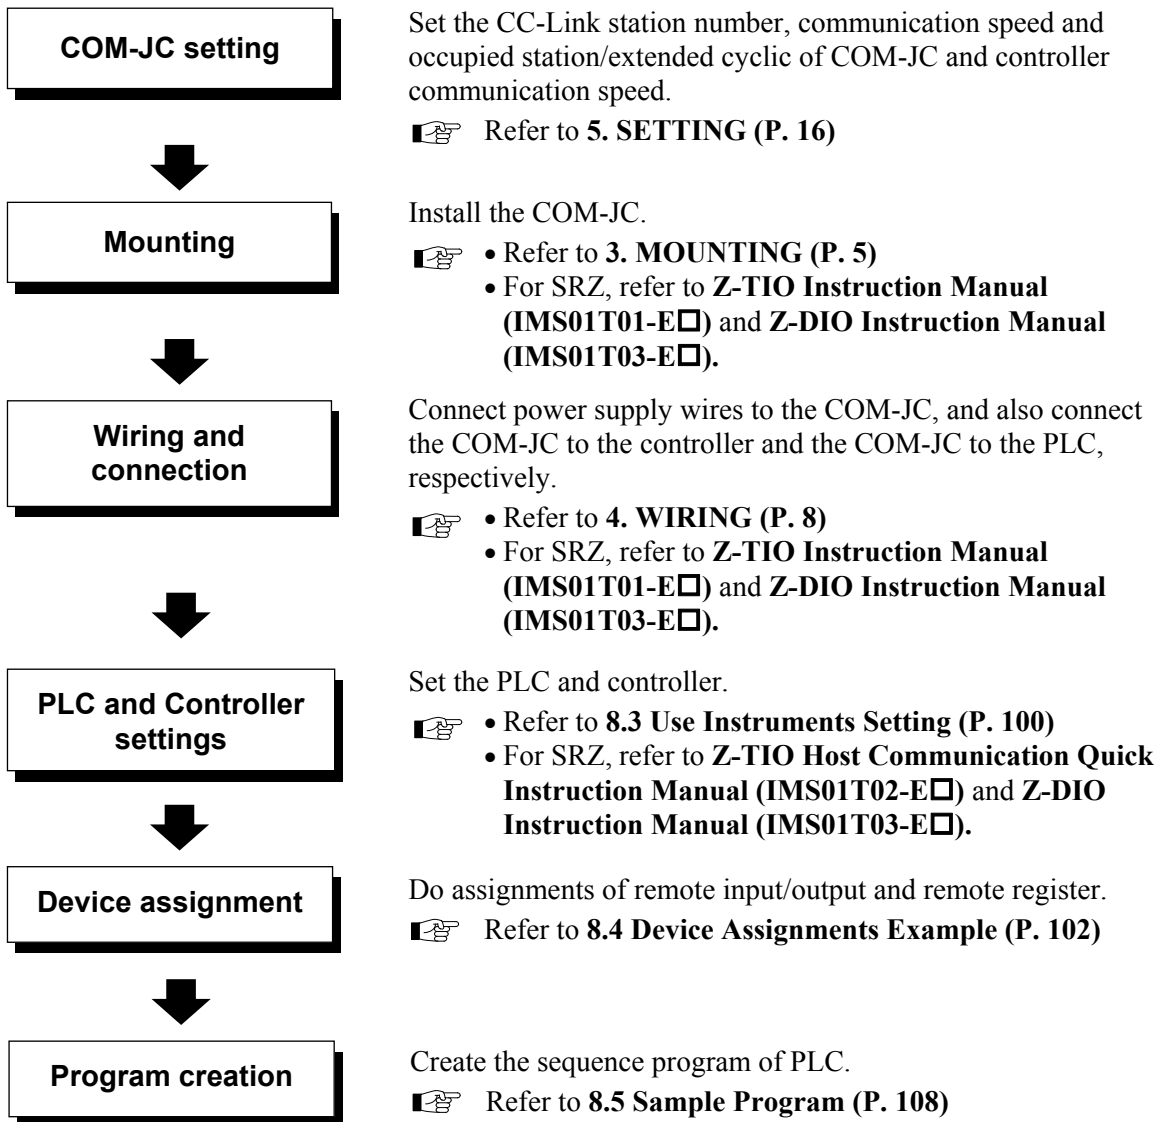 COM-JC setting
Set the CC-Link station number, communication speed and
occupied station/extended cyclic of COM-JC and controller
communication speed.
Refer to 5. SETTING (P. 16)
Mounting
Install the COM-JC.
• Refer to 3. MOUNTING (P. 5)
• For SRZ, refer to Z-TIO Instruction Manual
(IMS01T01-E□) and Z-DIO Instruction Manual
(IMS01T03-E□).
Wiring and
connection
Connect power supply wires to the COM-JC, and also connect
the COM-JC to the controller and the COM-JC to the PLC,
respectively.
• Refer to 4. WIRING (P. 8)
• For SRZ, refer to Z-TIO Instruction Manual
(IMS01T01-E□) and Z-DIO Instruction Manual
(IMS01T03-E□).
PLC and Controller
settings
Set the PLC and controller.
• Refer to 8.3 Use Instruments Setting (P. 100)
• For SRZ, refer to Z-TIO Host Communication Quick
Instruction Manual (IMS01T02-E□) and Z-DIO
Instruction Manual (IMS01T03-E□).
Device assignment
Do assignments of remote input/output and remote register.
Refer to 8.4 Device Assignments Example (P. 102)
Program creation
Create the sequence program of PLC.
Refer to 8.5 Sample Program (P. 108)